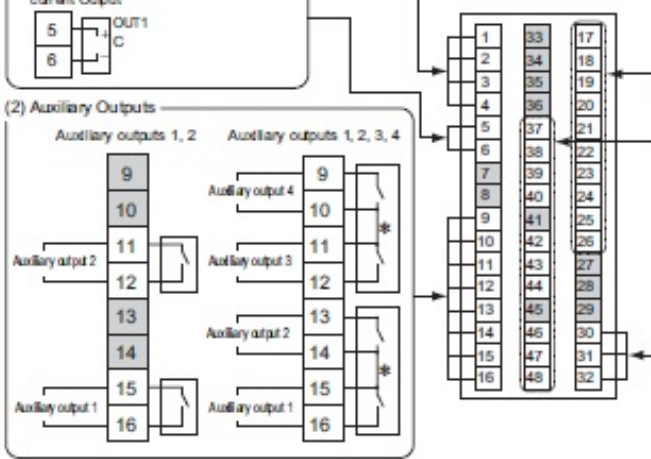 current Output
5
6
+
-
OUT1
C
(2) Auxiliary Outputs
Auxiliary outputs 1, 2
Auxiliary outputs 1, 2, 3, 4
9
10
11
12
13
14
15
16
Auxiliary output 2
Auxiliary output 1
9
10
11
12
13
14
15
16
Auxiliary output 4
Auxiliary output 3
Auxiliary output 2
Auxiliary output 1
*
*
1 33 17
2 34 18
3 35 19
4 36 20
5 37 21
6 38 22
7 39 23
8 40 24
9 41 25
10 42 26
11 43 27
12 44 28
13 45 29
14 46 30
15 47 31
16 48 32